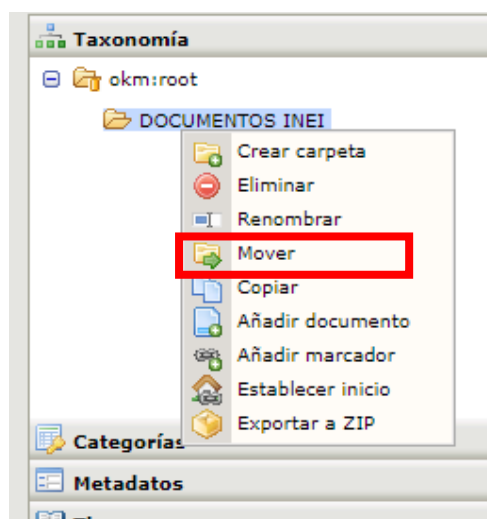 Taxonomía
okm:root
DOCUMENTOS INEI
Crear carpeta
Eliminar
Renombrar
Mover
Copiar
Añadir documento
Añadir marcador
Establecer inicio
Exportar a ZIP
Categorías
Metadatos